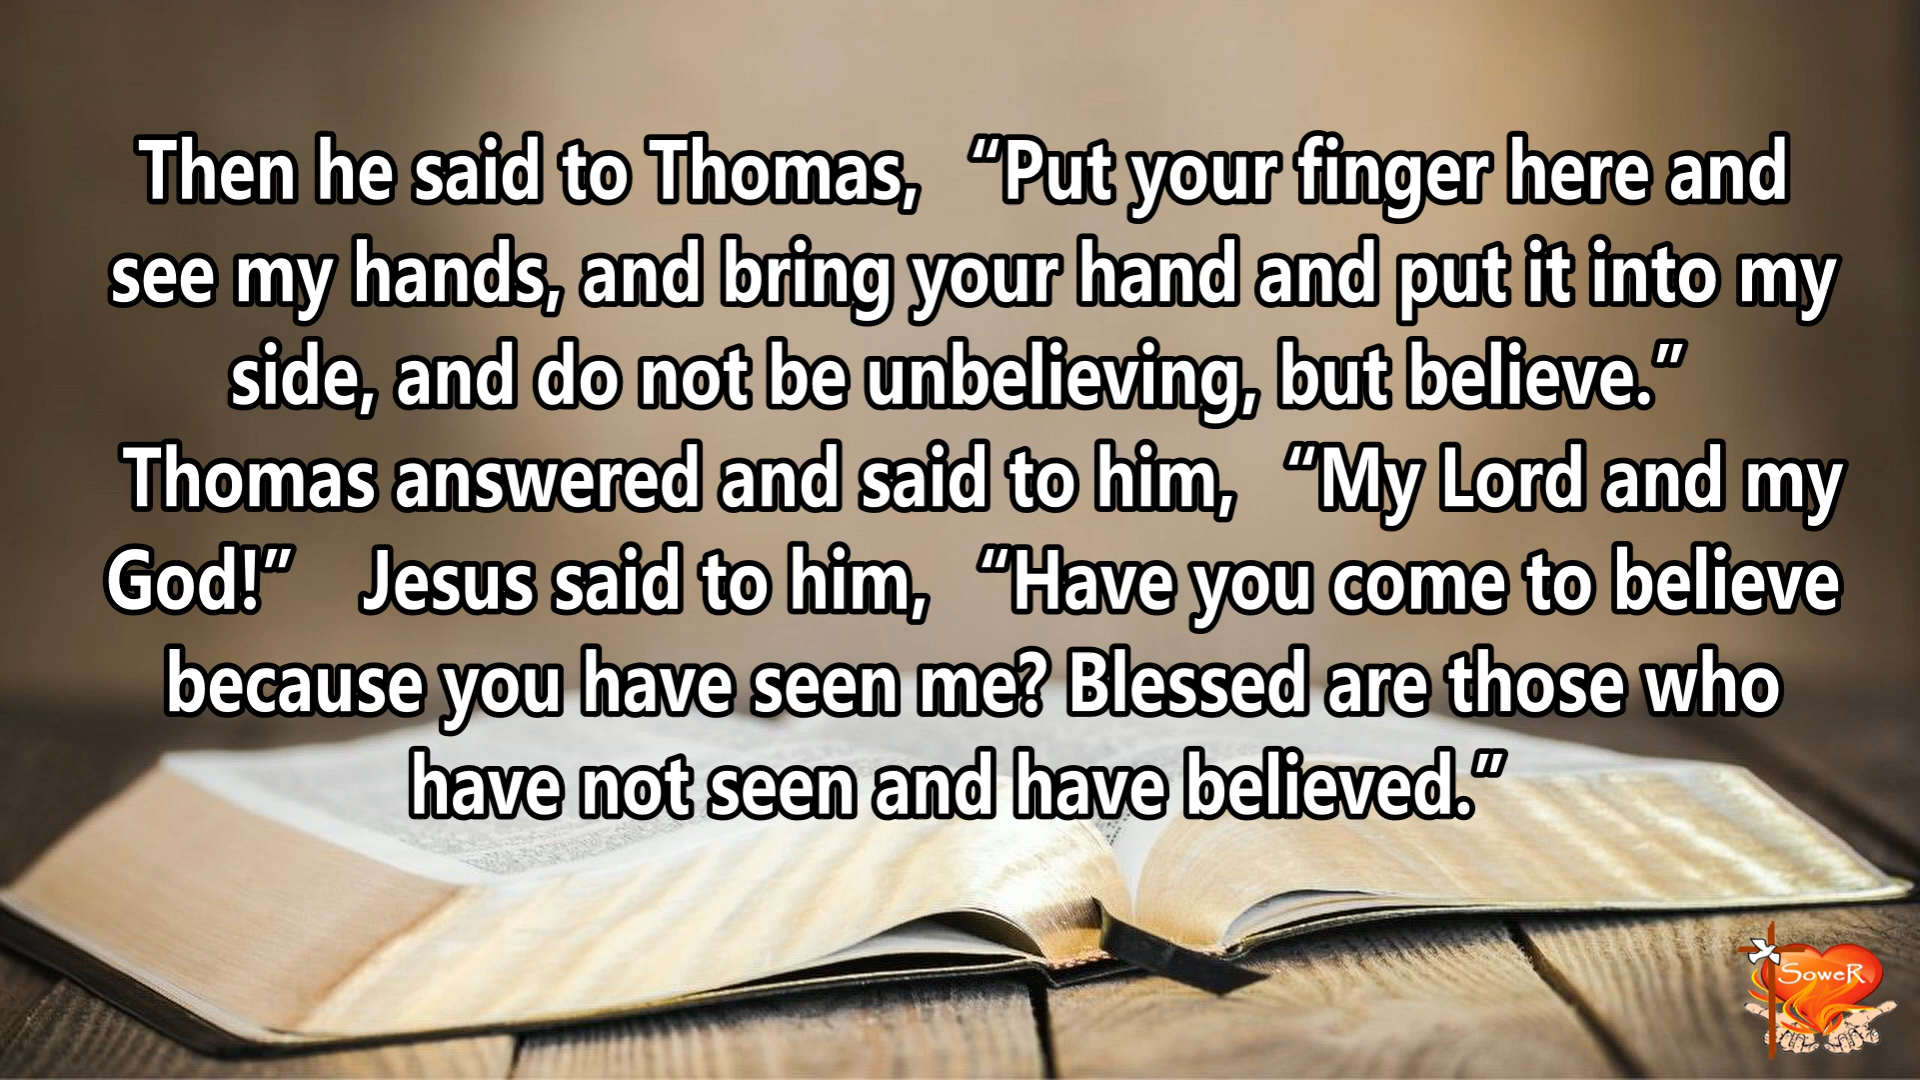 Then he said to Thomas, “Put your finger here and
see my hands, and bring your hand and put it into my
side, and do not be unbelieving, but believe.”
Thomas answered and said to him, “My Lord and my
God!” Jesus said to him, “Have you come to believe
because you have seen me? Blessed are those who
have not seen and have believed.”
SoweR